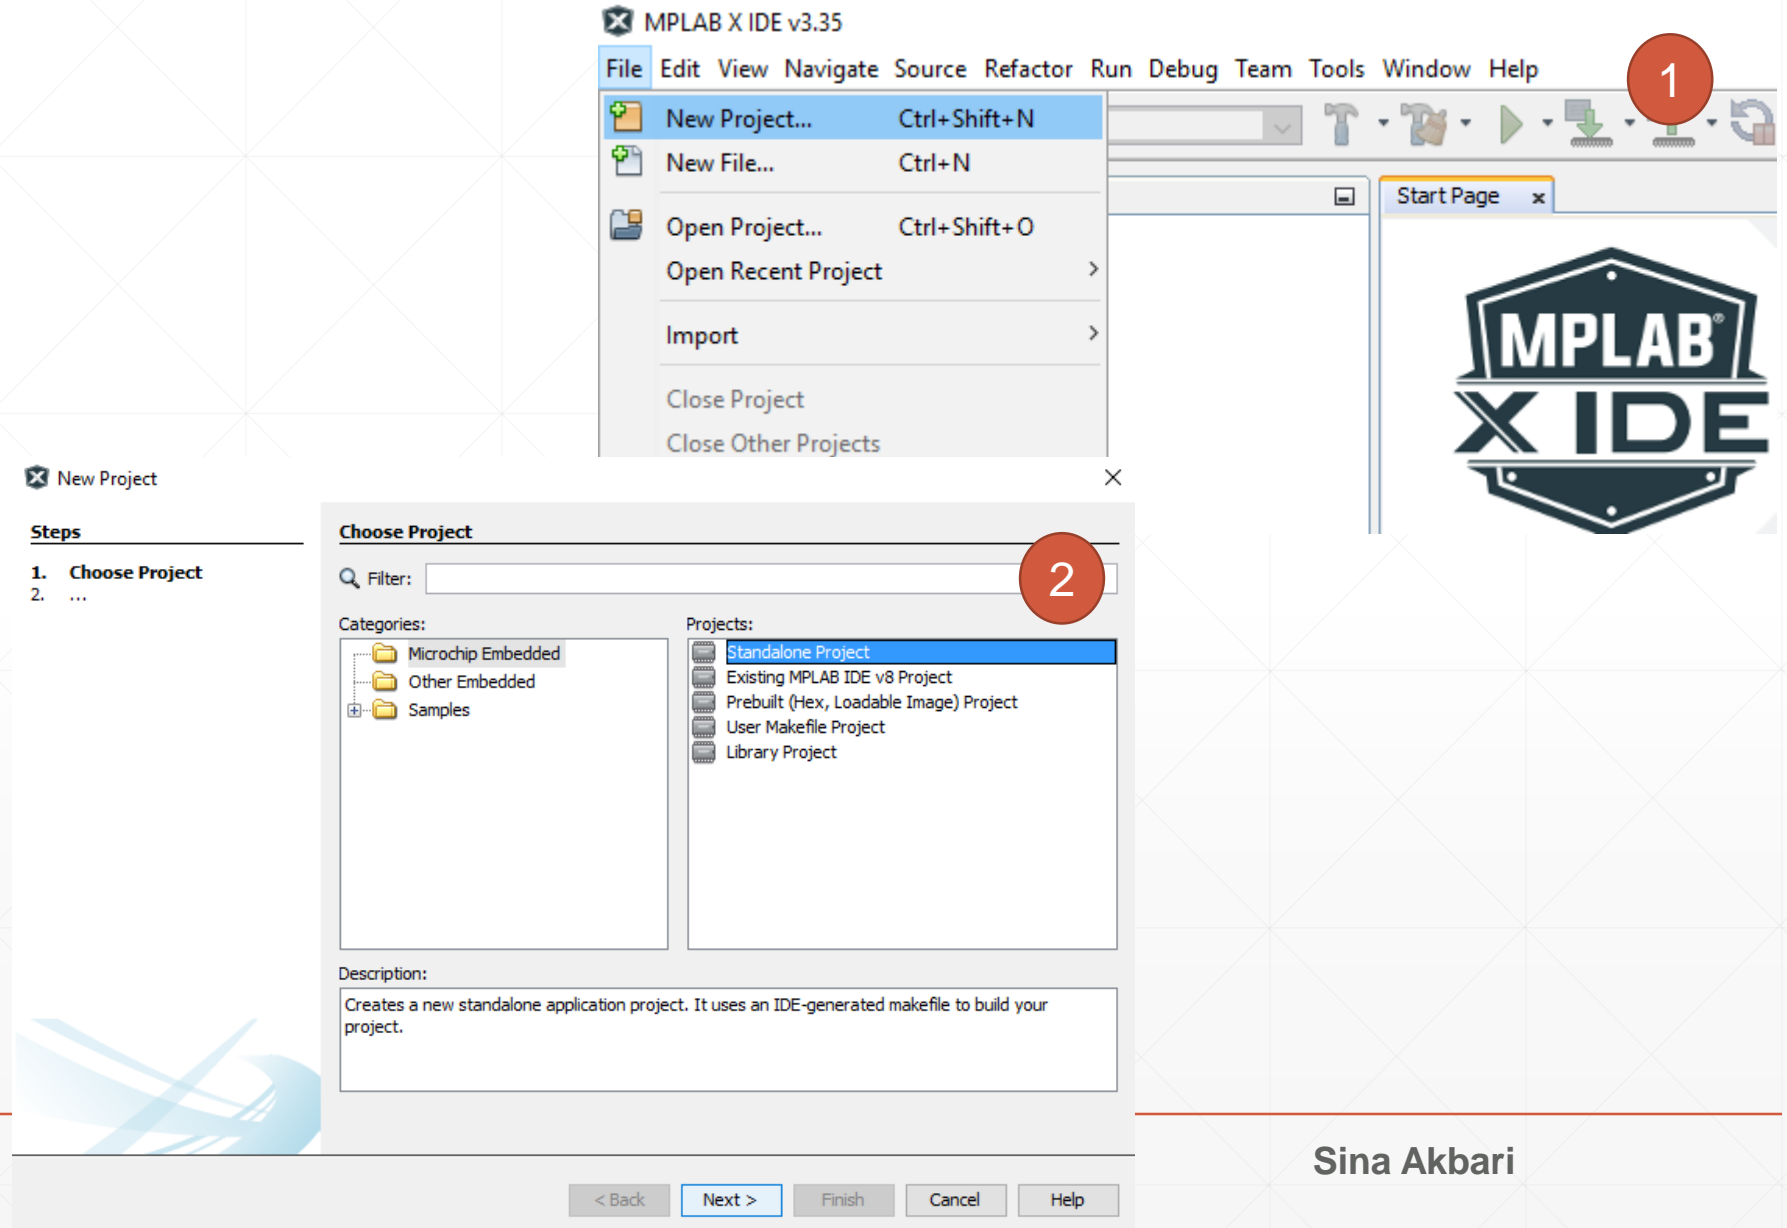 MPLAB X IDE v3.35
File Edit View Navigate Source Refactor Run Debug Team Tools Window Help
1
New Project... Ctrl+Shift+N
New File... Ctrl+N
Open Project... Ctrl+Shift+O
Open Recent Project
Import
Close Project
Close Other Projects
Start Page
MPLAB®
X IDE
New Project
Steps
1. Choose Project
2. ...
Choose Project
2
Filter:
Categories:
Microchip Embedded
Other Embedded
Samples
Projects:
Standalone Project
Existing MPLAB IDE v8 Project
Prebuilt (Hex, Loadable Image) Project
User Makefile Project
Library Project
Description:
Creates a new standalone application project. It uses an IDE-generated makefile to build your
project.
< Back Next > Finish Cancel Help
Sina Akbari